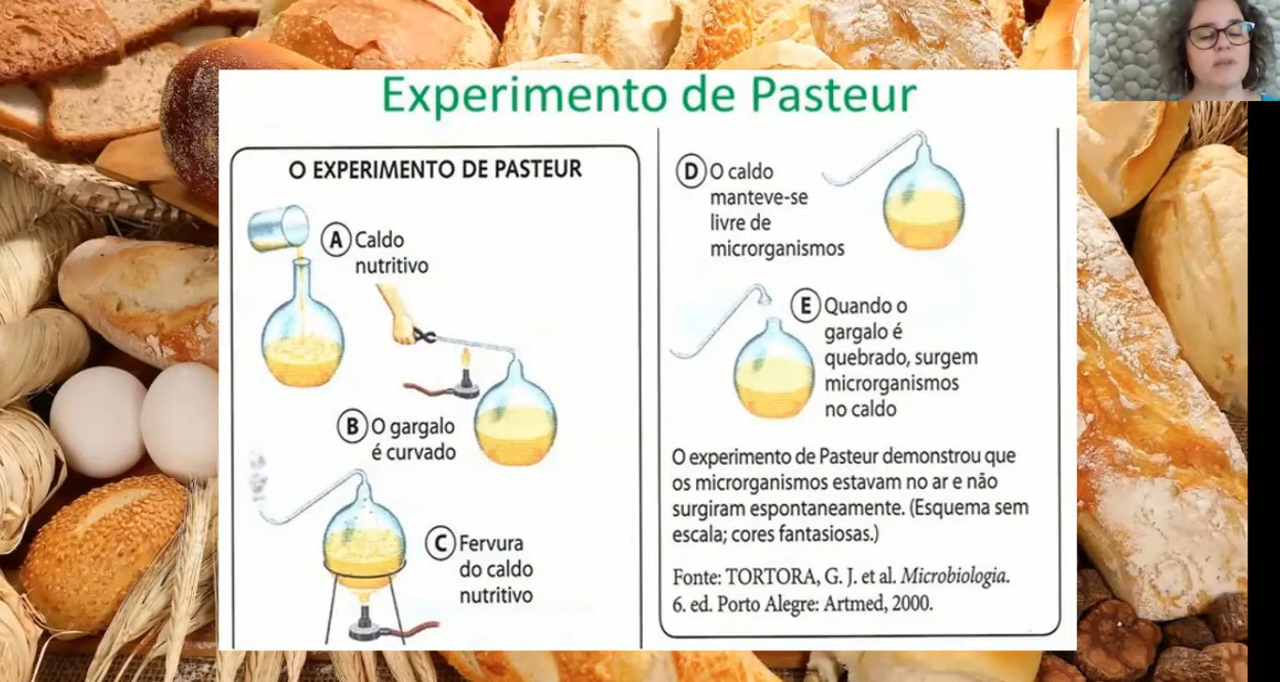 Experimento de Pasteur
O EXPERIMENTO DE PASTEUR
A Caldo
nutritivo
B O gargalo
é curvado
C Fervura
do caldo
nutritivo
D O caldo
manteve-se
livre de
microrganismos
E Quando o
gargalo é
quebrado, surgem
microrganismos
no caldo
O experimento de Pasteur demonstrou que
os microrganismos estavam no ar e não
surgiram espontaneamente. (Esquema sem
escala; cores fantasiosas.)
Fonte: TORTORA, G. J. et al. Microbiologia.
6. ed. Porto Alegre: Artmed, 2000.